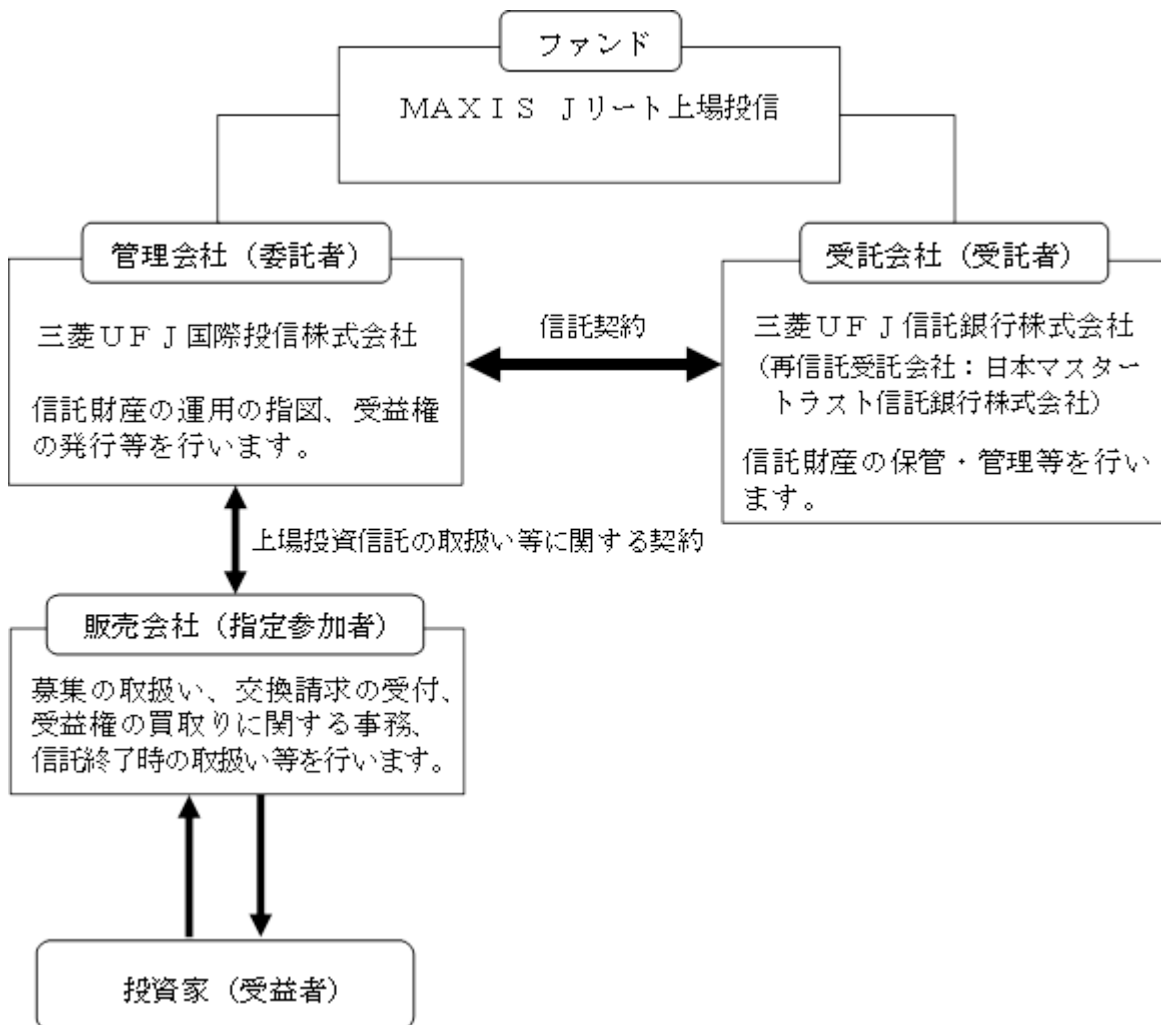 ファンド
ＭＡＸＩＳ Ｊリート上場投信
管理会社（委託者）
三菱ＵＦＪ国際投信株式会社
信託財産の運用の指図、受益権
の発行等を行います。
信託契約
受託会社（受託者）
三菱ＵＦＪ信託銀行株式会社
（再信託受託会社：日本マスター
トラスト信託銀行株式会社）
信託財産の保管・管理等を行い
ます。
上場投資信託の取扱い等に関する契約
販売会社（指定参加者）
募集の取扱い、交換請求の受付、
受益権の買取りに関する事務、
信託終了時の取扱い等を行います。
投資家（受益者）